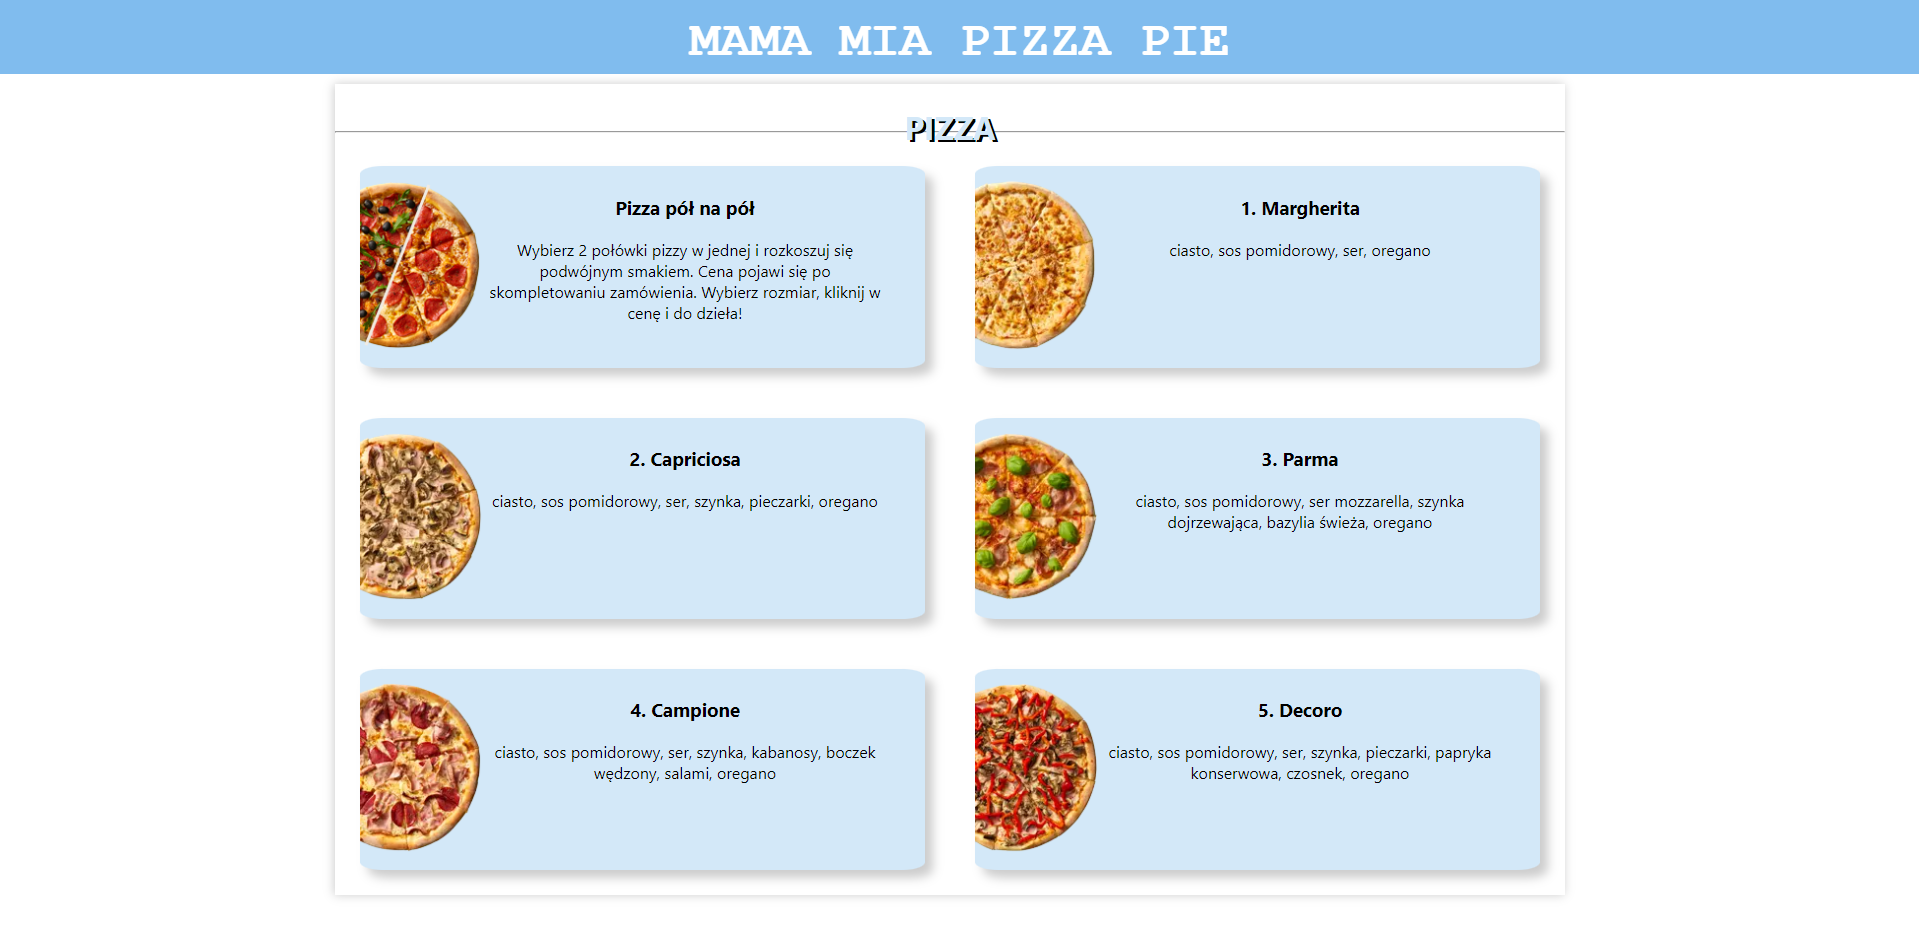 MAMA MIA PIZZA PIE
PIZZA
Pizza pół na pół
Wybierz 2 połówki pizzy w jednej i rozkoszuj się
podwójnym smakiem. Cena pojawi się po
skompletowaniu zamówienia. Wybierz rozmiar, kliknij w
cenę i do dzieła!
1. Margherita
ciasto, sos pomidorowy, ser, oregano
2. Capriciosa
ciasto, sos pomidorowy, ser, szynka, pieczarki, oregano
3. Parma
ciasto, sos pomidorowy, ser mozzarella, szynka
dojrzewająca, bazylia świeża, oregano
4. Campione
ciasto, sos pomidorowy, ser, szynka, kabanosy, boczek
wędzony, salami, oregano
5. Decoro
ciasto, sos pomidorowy, ser, szynka, pieczarki, papryka
konserwowa, czosnek, oregano